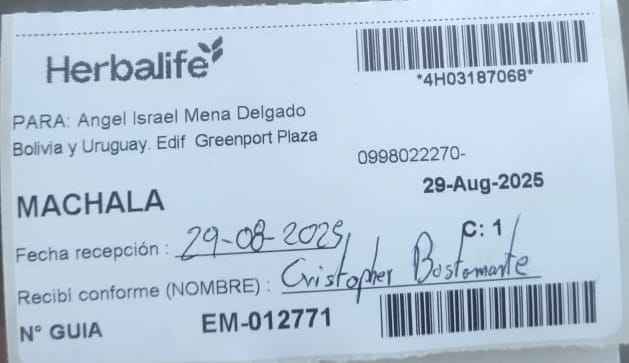 Herbalife
*4H03187068*
PARA: Angel Israel Mena Delgado
Bolivia y Uruguay. Edif Greenport Plaza
0998022270-
MACHALA
29-Aug-2025
Fecha recepción : 29-08-2025
C: 1
Recibí conforme (NOMBRE) : Cristopher Bustamante
N° GUIA EM-012771